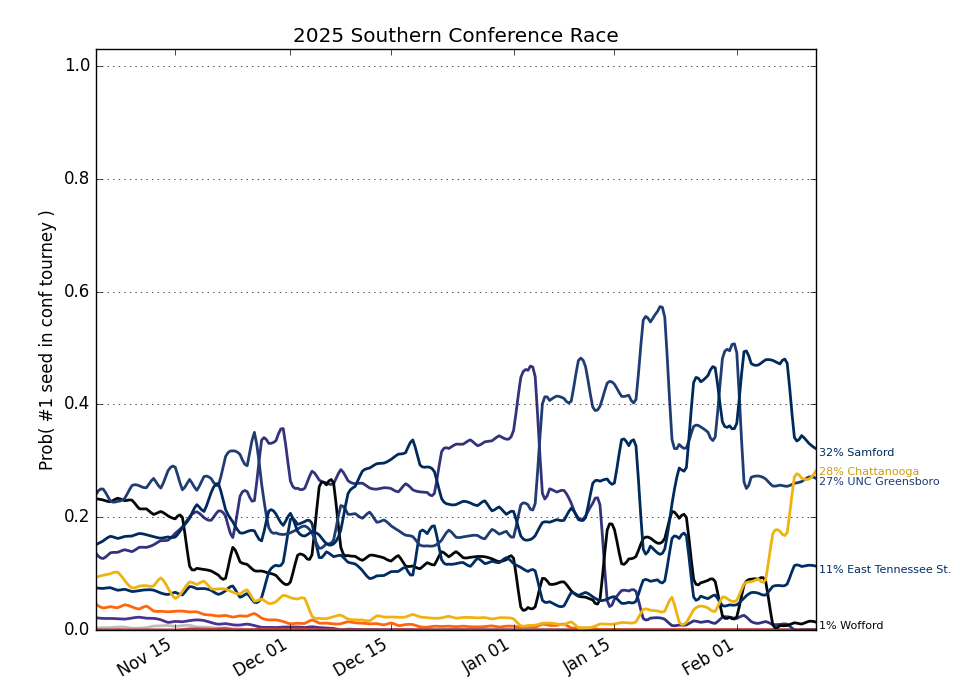 2025 Southern Conference Race
Prob( #1 seed in conf tourney )
1.0
0.8
0.6
0.4
0.2
0.0
32% Samford
28% Chattanooga
27% UNC Greensboro
11% East Tennessee St.
1% Wofford
Nov 15
Dec 01
Dec 15
Jan 01
Jan 15
Feb 01